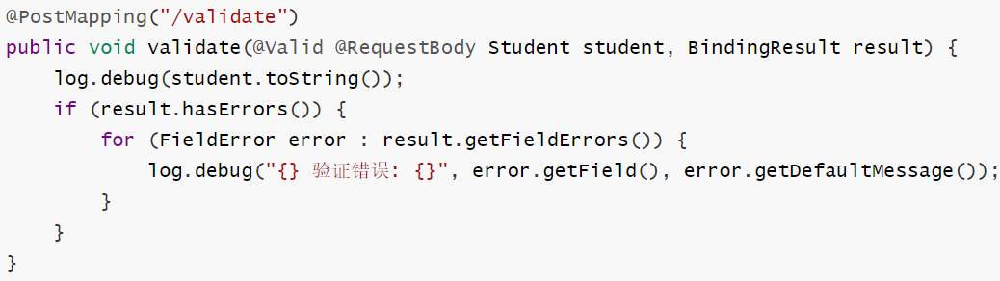 @PostMapping("/validate")
public void validate(@Valid @RequestBody Student student, BindingResult result) {
    log.debug(student.toString());
    if (result.hasErrors()) {
        for (FieldError error : result.getFieldErrors()) {
            log.debug("{} 验证错误: {}", error.getField(), error.getDefaultMessage());
        }
    }
}